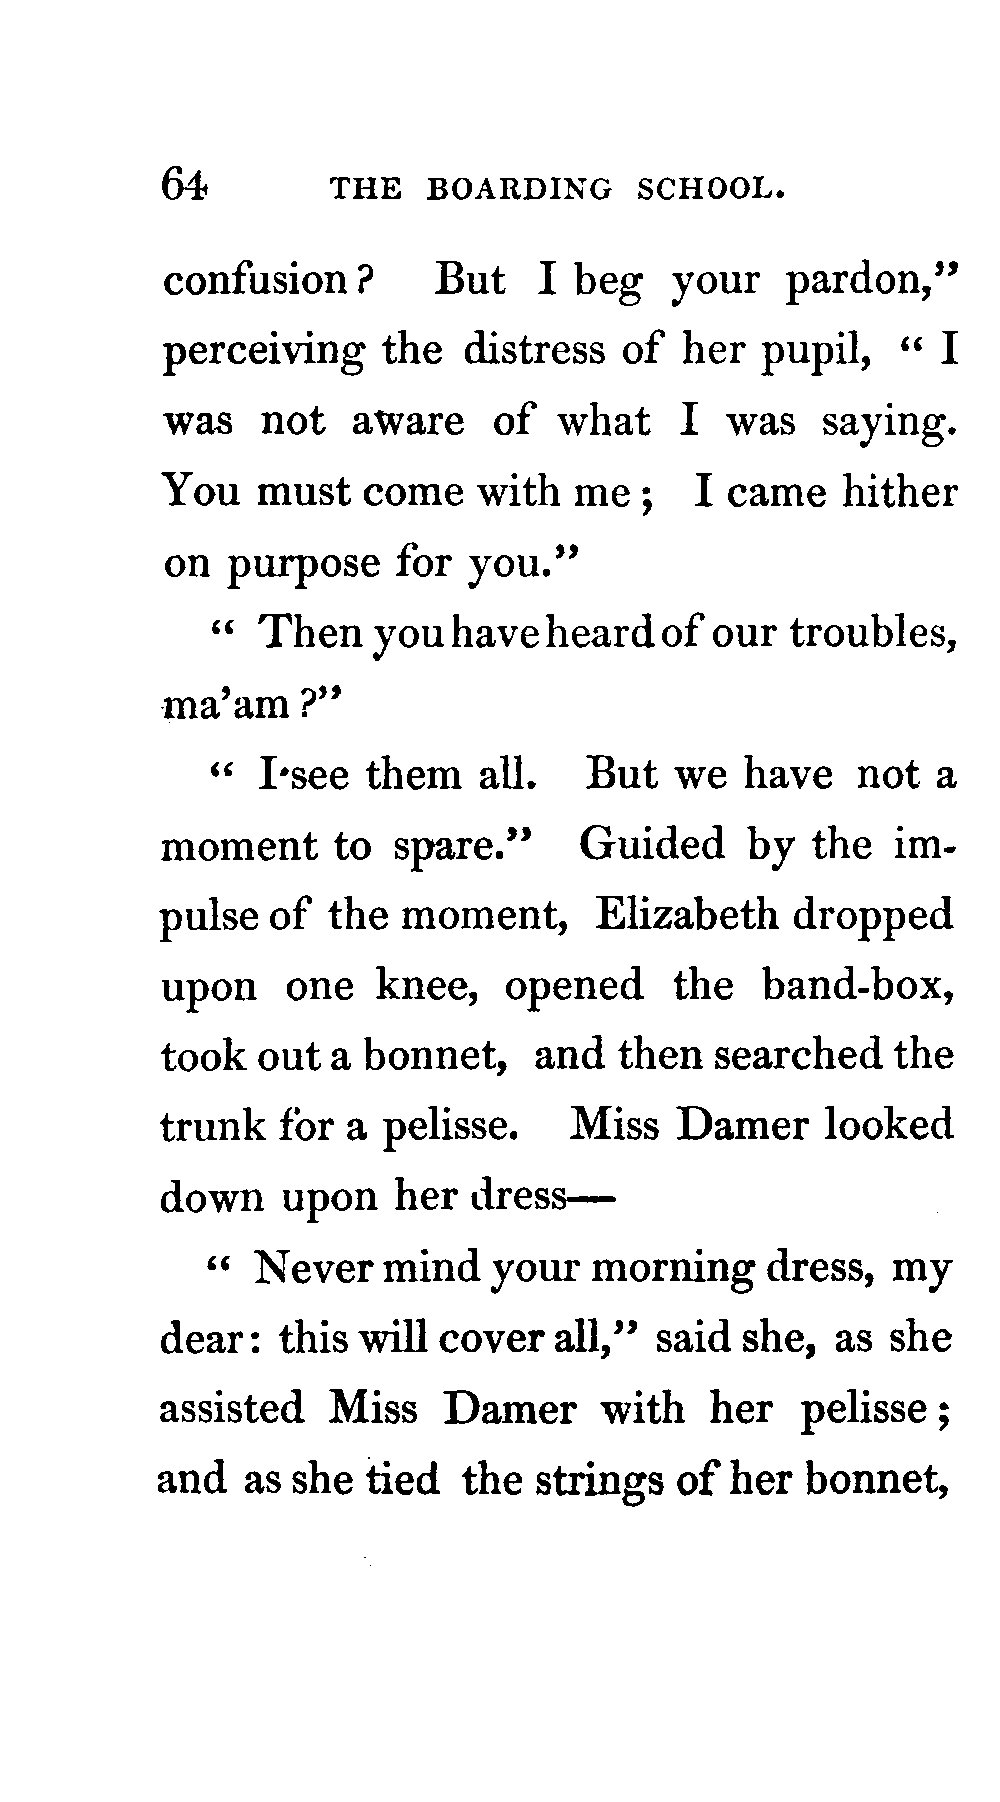 64 THE BOARDING SCHOOL.
confusion? But I beg your pardon,”
perceiving the distress of her pupil, “ I
was not aware of what I was saying.
You must come with me; I came hither
on purpose for you.”
“ Then you have heard of our troubles,
ma’am?”
“ I see them all. But we have not a
moment to spare.” Guided by the im-
pulse of the moment, Elizabeth dropped
upon one knee, opened the band-box,
took out a bonnet, and then searched the
trunk for a pelisse. Miss Damer looked
down upon her dress—
“ Never mind your morning dress, my
dear: this will cover all,” said she, as she
assisted Miss Damer with her pelisse;
and as she tied the strings of her bonnet,